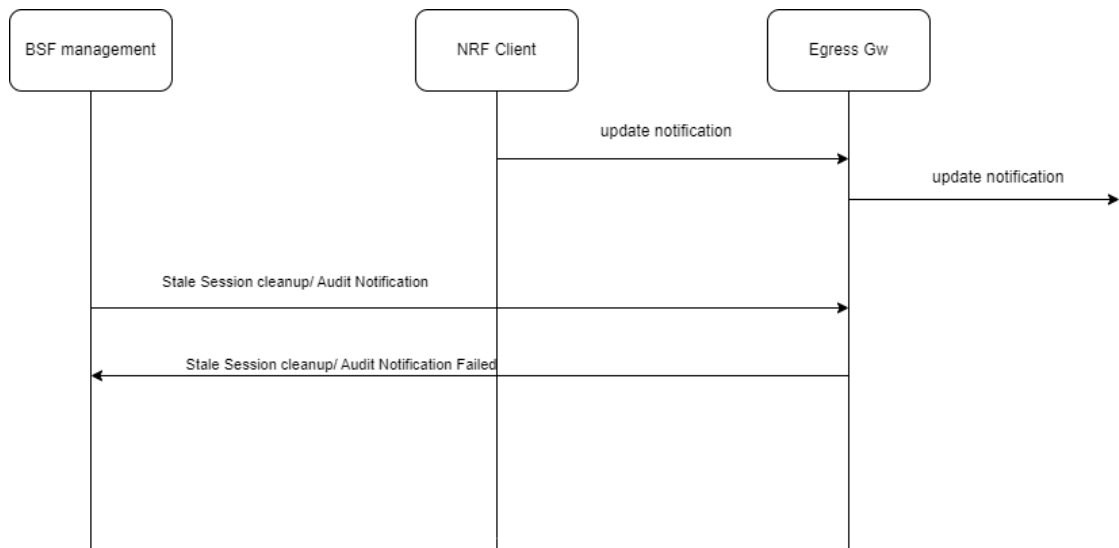 BSF management
NRF Client
Egress Gw
update notification
update notification
Stale Session cleanup/ Audit Notification
Stale Session cleanup/ Audit Notification Failed